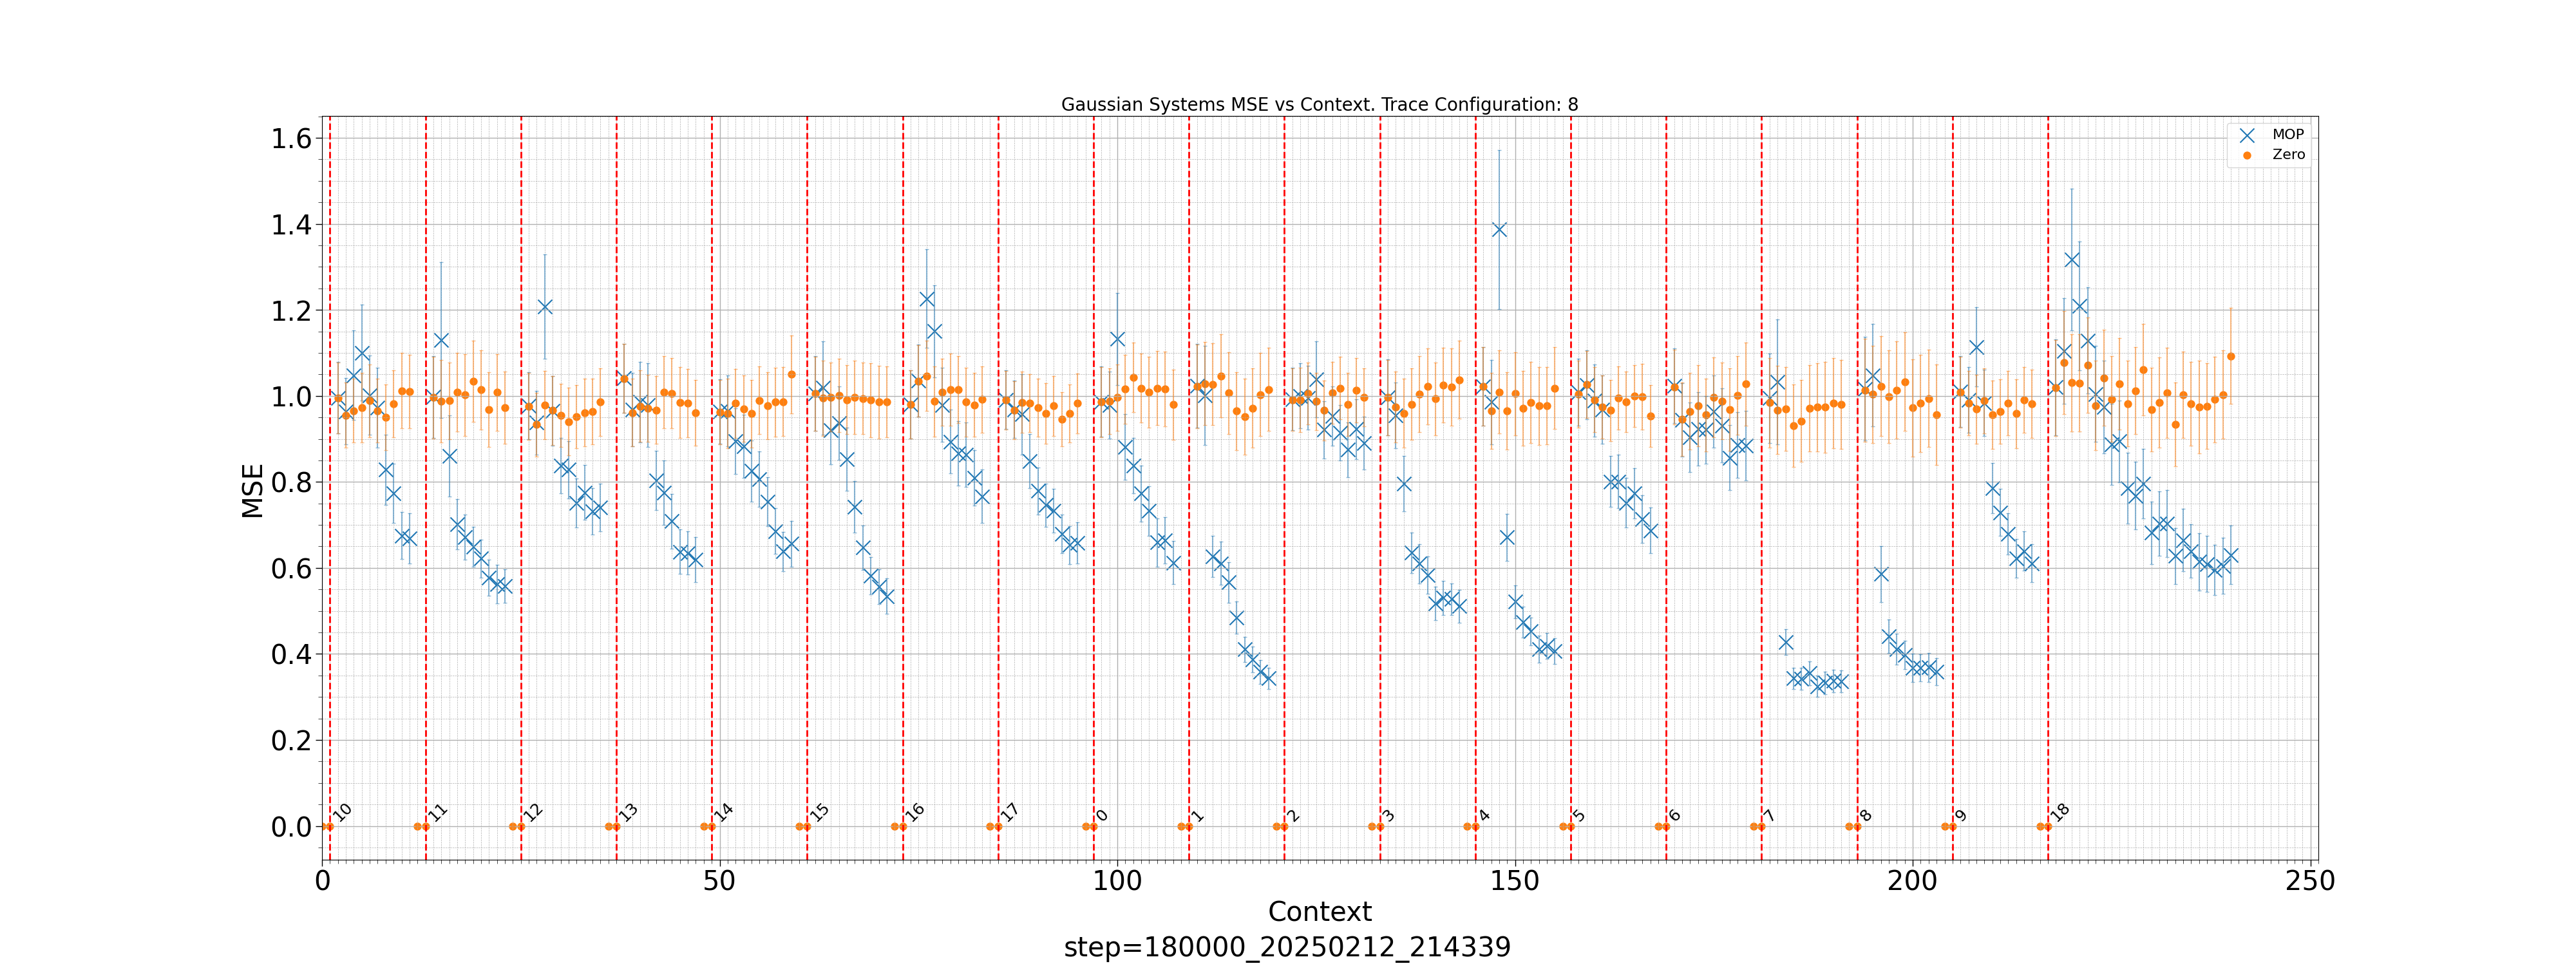 Gaussian Systems MSE vs Context. Trace Configuration: 8
MOP
Zero
MSE
1.6
1.4
1.2
1.0
0.8
0.6
0.4
0.2
0.0
10 11 12 13 14 15 16 17 0 1 2 3 4 5 6 7 8 9 18
0 50 100 150 200 250
Context
step=180000_20250212_214339